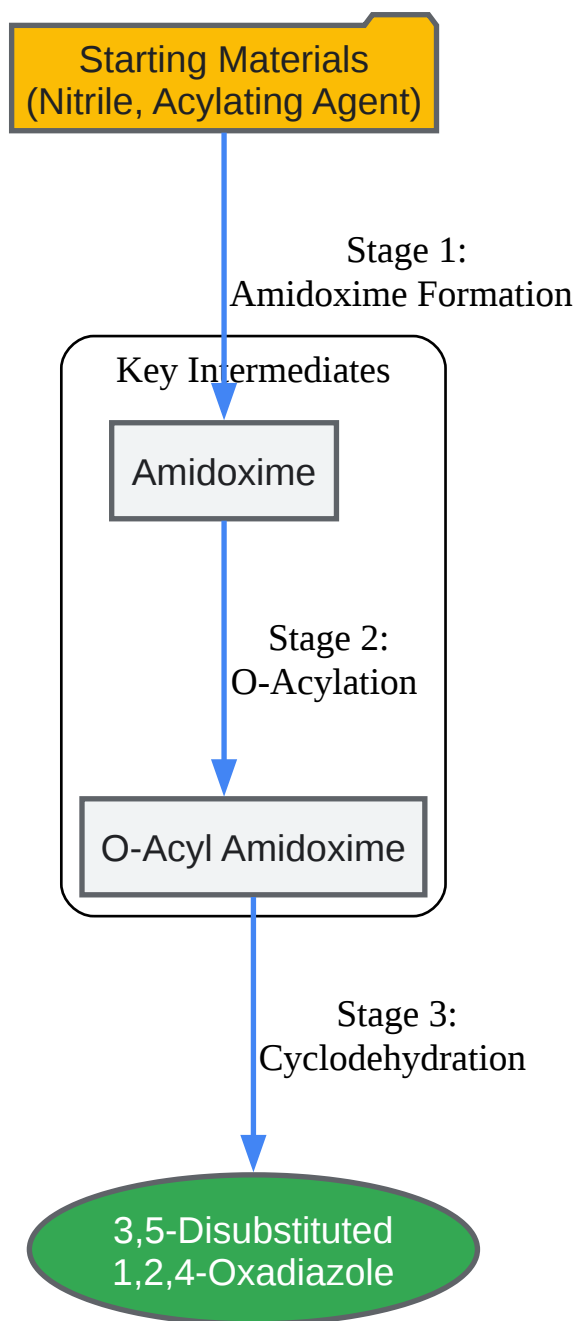 Starting Materials
(Nitrile, Acylating Agent)
Stage 1:
Amidoxime Formation
Key Intermediates
Amidoxime
Stage 2:
O-Acylation
O-Acyl Amidoxime
Stage 3:
Cyclodehydration
3,5-Disubstituted
1,2,4-Oxadiazole